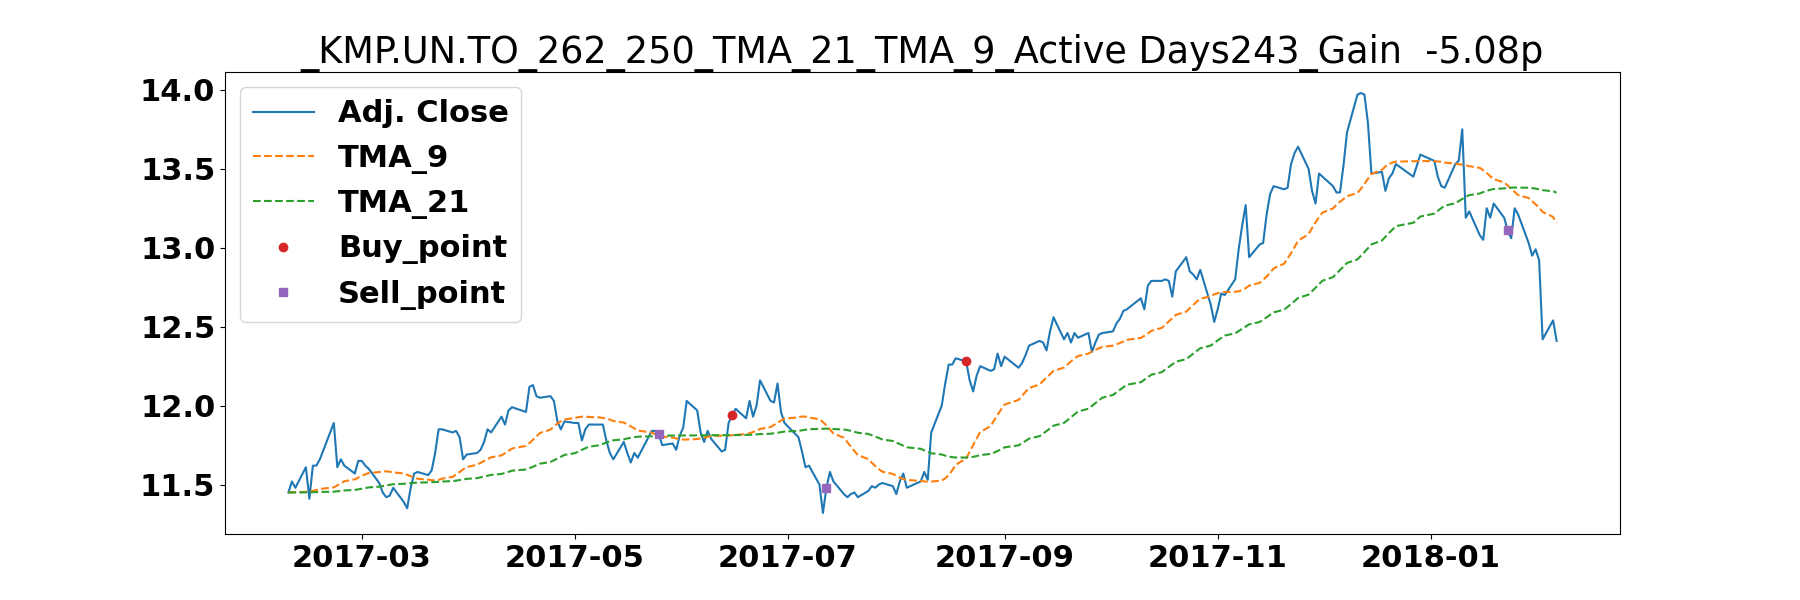 _KMP.UN.TO_262_250_TMA_21_TMA_9_Active Days243_Gain  -5.08p
14.0
13.5
13.0
12.5
12.0
11.5
Adj. Close
TMA_9
TMA_21
Buy_point
Sell_point
2017-03 2017-05 2017-07 2017-09 2017-11 2018-01